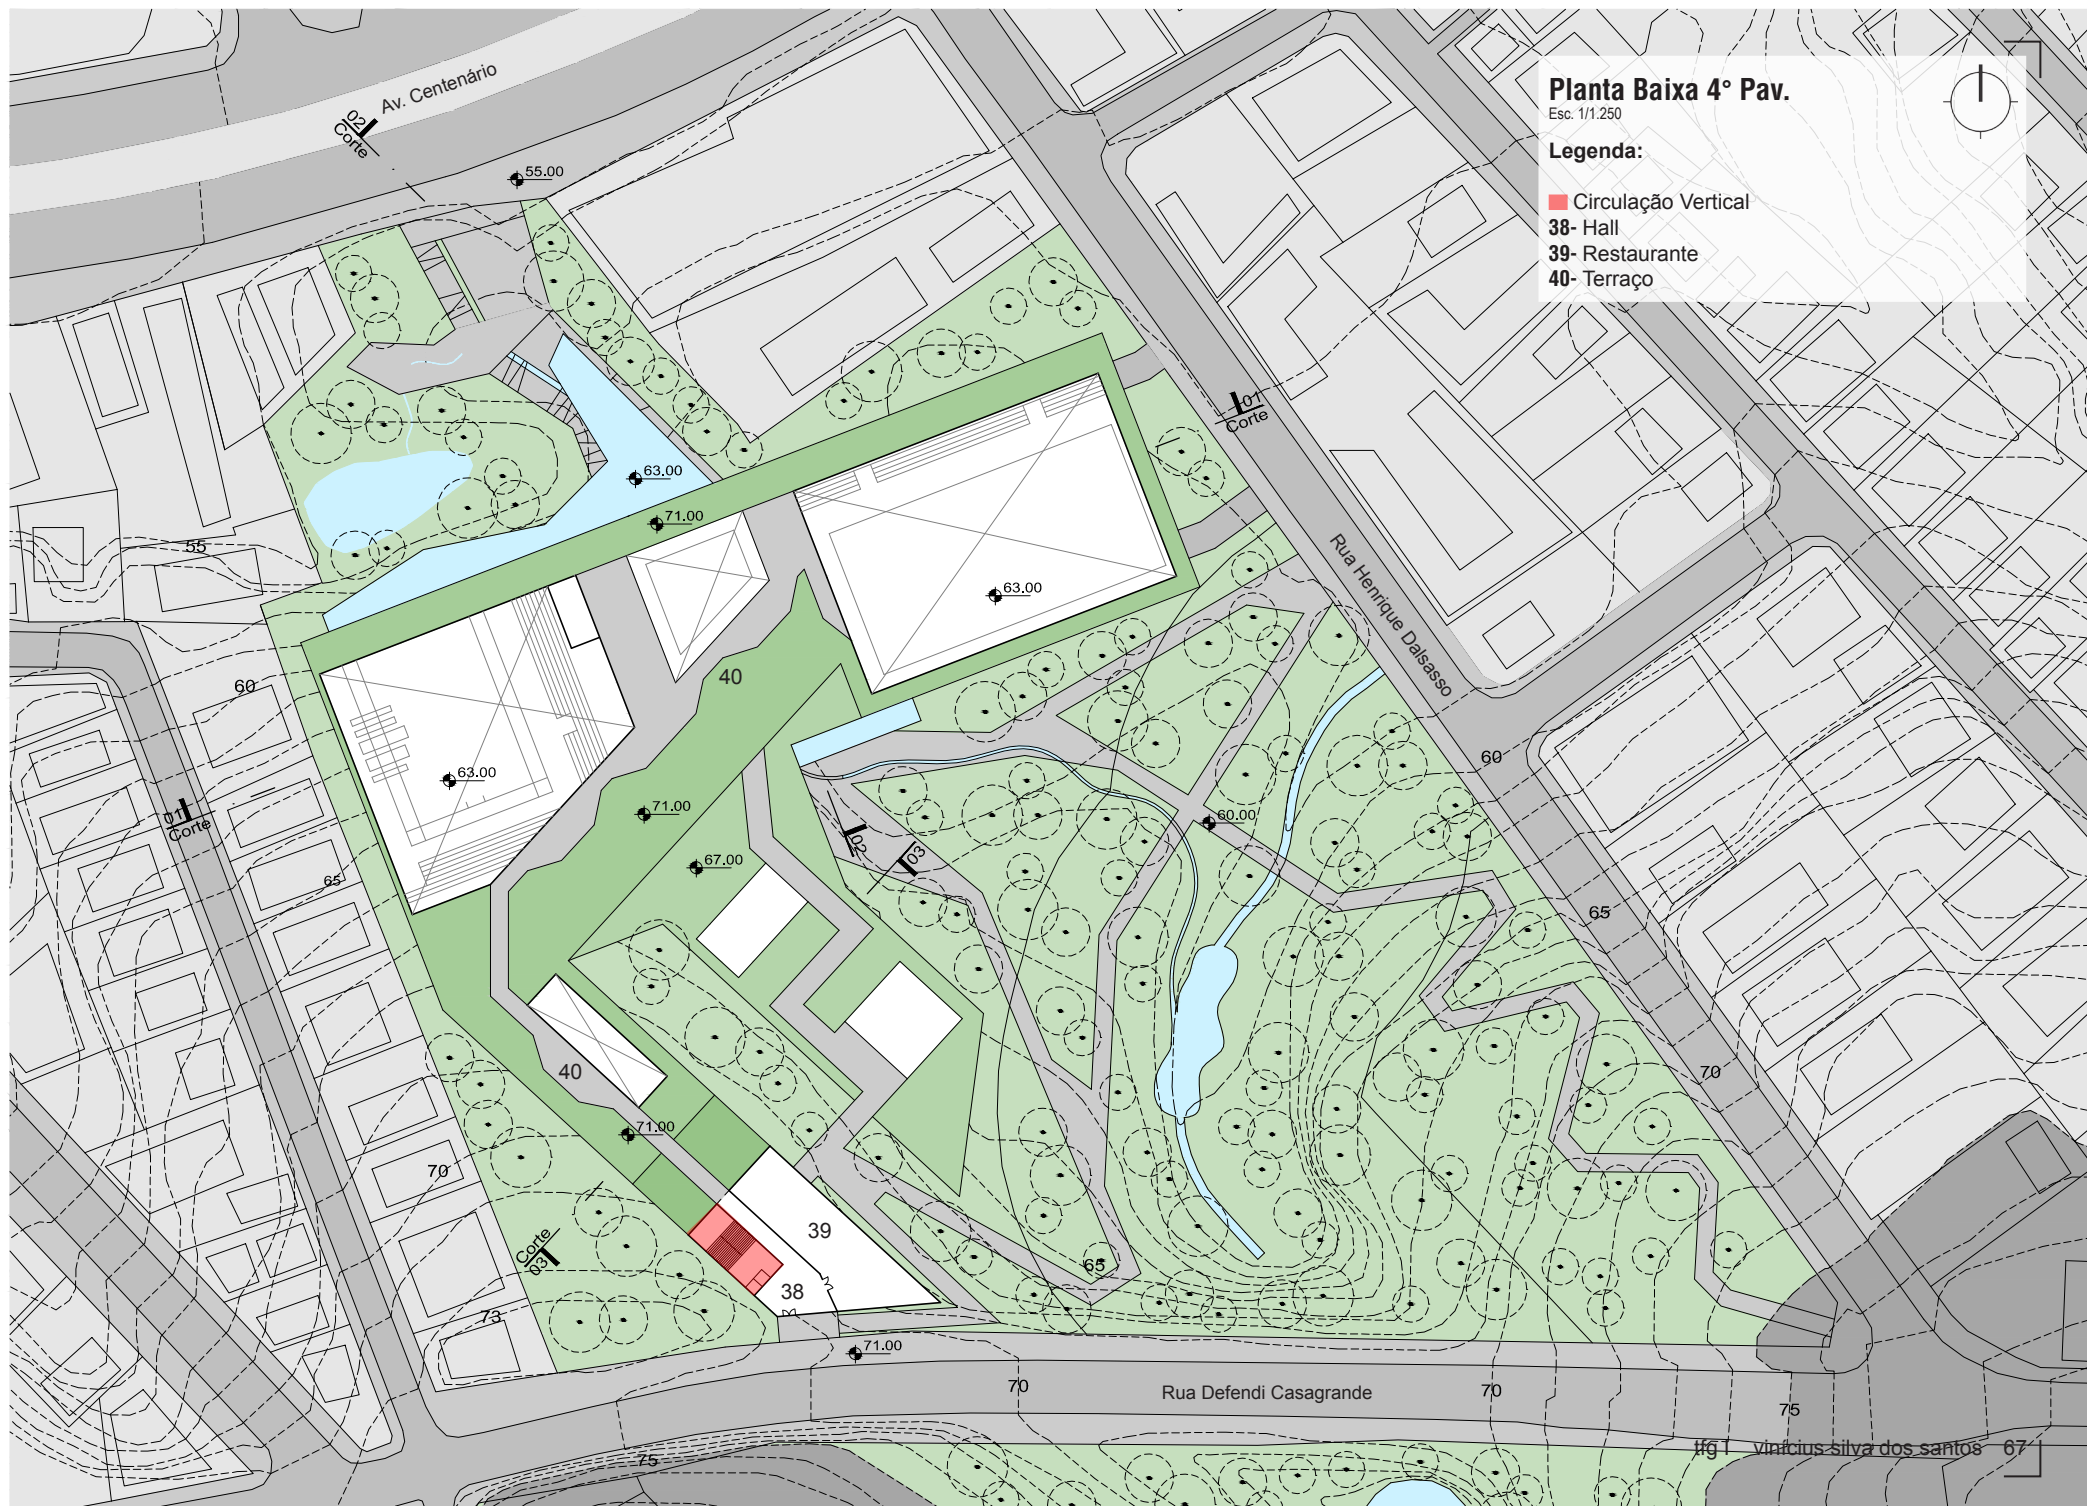 Planta Baixa 4° Pav.
Esc. 1/1.250
Legenda:
Circulação Vertical
38- Hall
39- Restaurante
40- Terraço
Av. Centenário
02
Corte
55.00
01
Corte
63.00
71.00
55
63.00
Rua Henrique Dalsasso
60
40
63.00
60
01
Corte
71.00
60.00
02
03
67.00
65
65
40
70
71.00
70
39
Corte
03
65
38
73
71.00
70
Rua Defendi Casagrande
70
75
75
tfg I vinícius silva dos santos 67